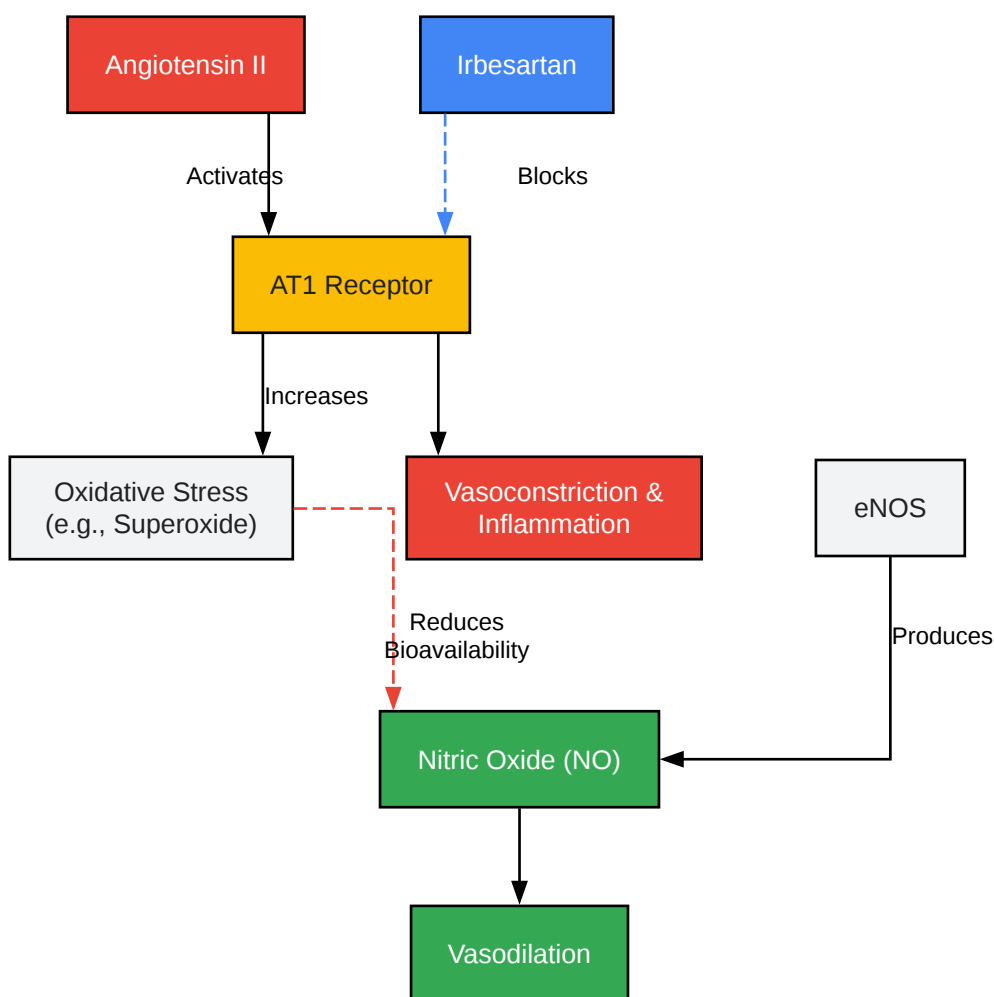 Angiotensin II
Irbesartan
Activates
Blocks
AT1 Receptor
Increases
Oxidative Stress
(e.g., Superoxide)
Vasoconstriction &
Inflammation
eNOS
Reduces
Bioavailability
Produces
Nitric Oxide (NO)
Vasodilation